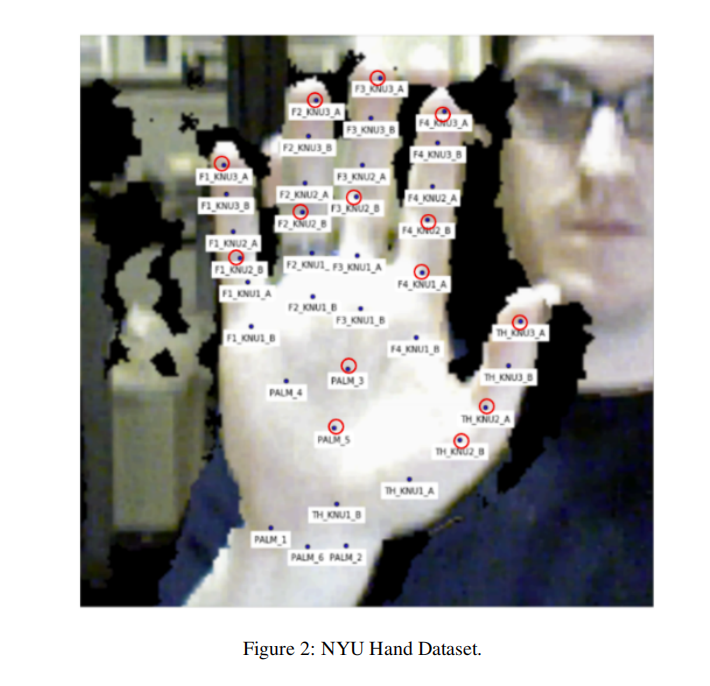 F3_KNU3_A
F2_KNU3_A
F4_KNU3_A
F3_KNU3_B
F2_KNU3_B
F4_KNU3_B
F1_KNU3_A
F3_KNU2_A
F2_KNU2_A
F4_KNU2_A
F1_KNU3_B
F3_KNU2_B
F2_KNU2_B
F4_KNU2_B
F1_KNU2_A
F2_KNU1_
F3_KNU1_A
F1_KNU2_B
F4_KNU1_A
F1_KNU1_A
F2_KNU1_B
F3_KNU1_B
TH_KNU3_A
F1_KNU1_B
F4_KNU1_B
TH_KNU3_B
PALM_3
PALM_4
TH_KNU2_A
PALM_5
TH_KNU2_B
TH_KNU1_A
TH_KNU1_B
PALM_1
PALM_6 PALM_2
Figure 2: NYU Hand Dataset.